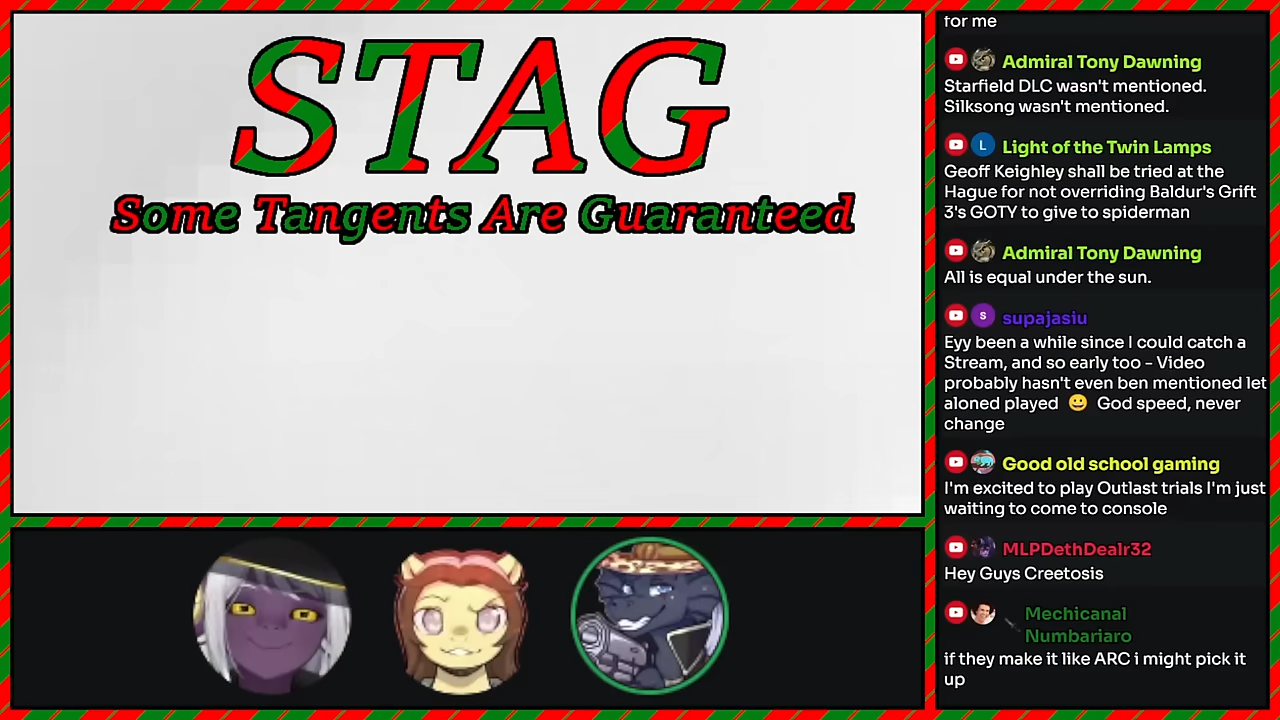 STAG
Some Tangents Are Guaranteed
for me
Admiral Tony Dawning
Starfield DLC wasn't mentioned.
Silksong wasn't mentioned.
L
Light of the Twin Lamps
Geoff Keighley shall be tried at the
Hague for not overriding Baldur's Grift
3's GOTY to give to spiderman
Admiral Tony Dawning
All is equal under the sun.
s
supajasiu
Eyy been a while since I could catch a
Stream, and so early too - Video
probably hasn't even ben mentioned let
aloned played 😀 God speed, never
change
Good old school gaming
I'm excited to play Outlast trials I'm just
waiting to come to console
MLPDethDealr32
Hey Guys Creetosis
Mechicanal
Numbariaro
if they make it like ARC i might pick it
up